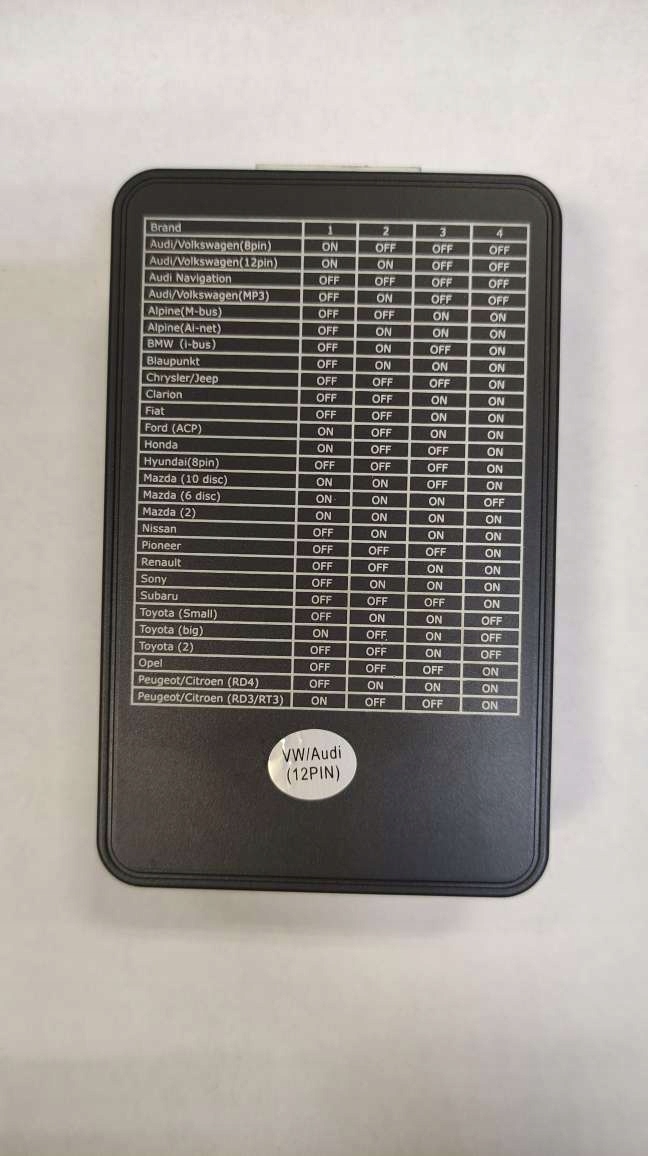 Brand 1 2 3 4
Audi/Volkswagen(8pin) ON OFF OFF OFF
Audi/Volkswagen(12pin) ON ON OFF OFF
Audi Navigation OFF OFF OFF OFF
Audi/Volkswagen(MP3) OFF ON OFF OFF
Alpine(M-bus) OFF OFF ON ON
Alpine(Ai-net) OFF ON ON ON
BMW (i-bus) OFF ON OFF ON
Blaupunkt OFF ON ON ON
Chrysler/Jeep OFF OFF OFF ON
Clarion OFF OFF ON ON
Fiat OFF OFF ON ON
Ford (ACP) ON OFF ON ON
Honda ON OFF OFF ON
Hyundai(8pin) OFF OFF OFF ON
Mazda (10 disc) ON ON OFF ON
Mazda (6 disc) ON ON ON OFF
Mazda (2) ON ON ON ON
Nissan OFF ON ON ON
Pioneer OFF OFF OFF ON
Renault OFF OFF ON ON
Sony OFF ON ON ON
Subaru OFF OFF OFF ON
Toyota (Small) OFF ON ON OFF
Toyota (big) ON OFF ON OFF
Toyota (2) OFF OFF ON OFF
Opel OFF OFF OFF ON
Peugeot/Citroen (RD4) OFF ON ON ON
Peugeot/Citroen (RD3/RT3) ON OFF OFF ON
VW/Audi
(12PIN)